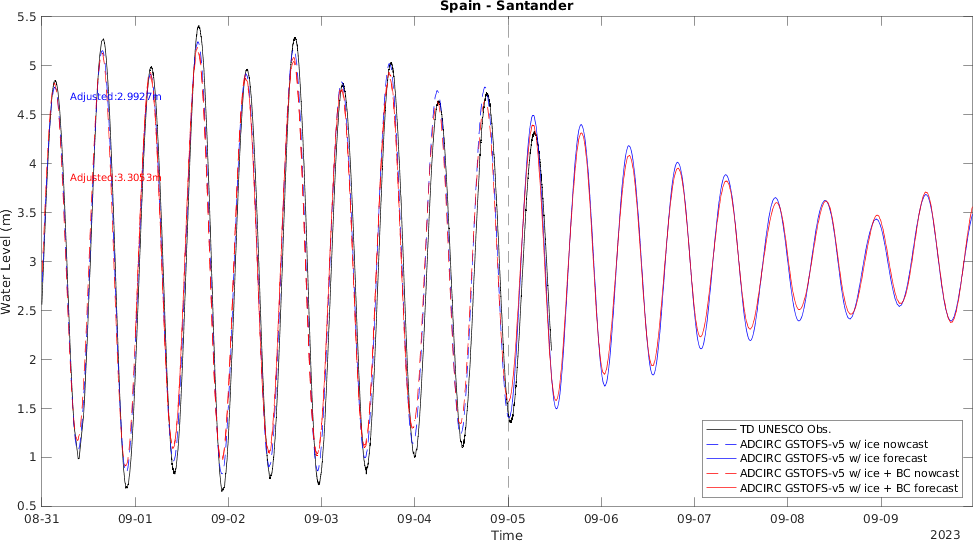 Spain - Santander
5.5
5
4.5
4
3.5
3
2.5
2
1.5
1
0.5
Water Level (m)
Adjusted:2.9927m
Adjusted:3.3053m
TD UNESCO Obs.
ADCIRC GSTOFS-v5 w/ ice nowcast
ADCIRC GSTOFS-v5 w/ ice forecast
ADCIRC GSTOFS-v5 w/ ice + BC nowcast
ADCIRC GSTOFS-v5 w/ ice + BC forecast
08-31 09-01 09-02 09-03 09-04 09-05 09-06 09-07 09-08 09-09
Time
2023